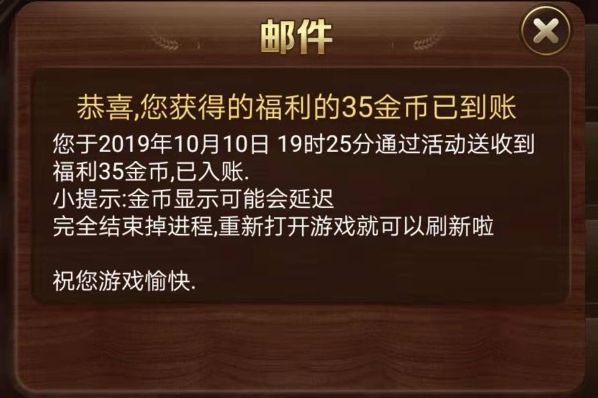 邮件
恭喜,您获得的福利的35金币已到账
您于2019年10月10日 19时25分通过活动送收到
福利35金币,已入账.
小提示:金币显示可能会延迟
完全结束掉进程,重新打开游戏就可以刷新啦
祝您游戏愉快.